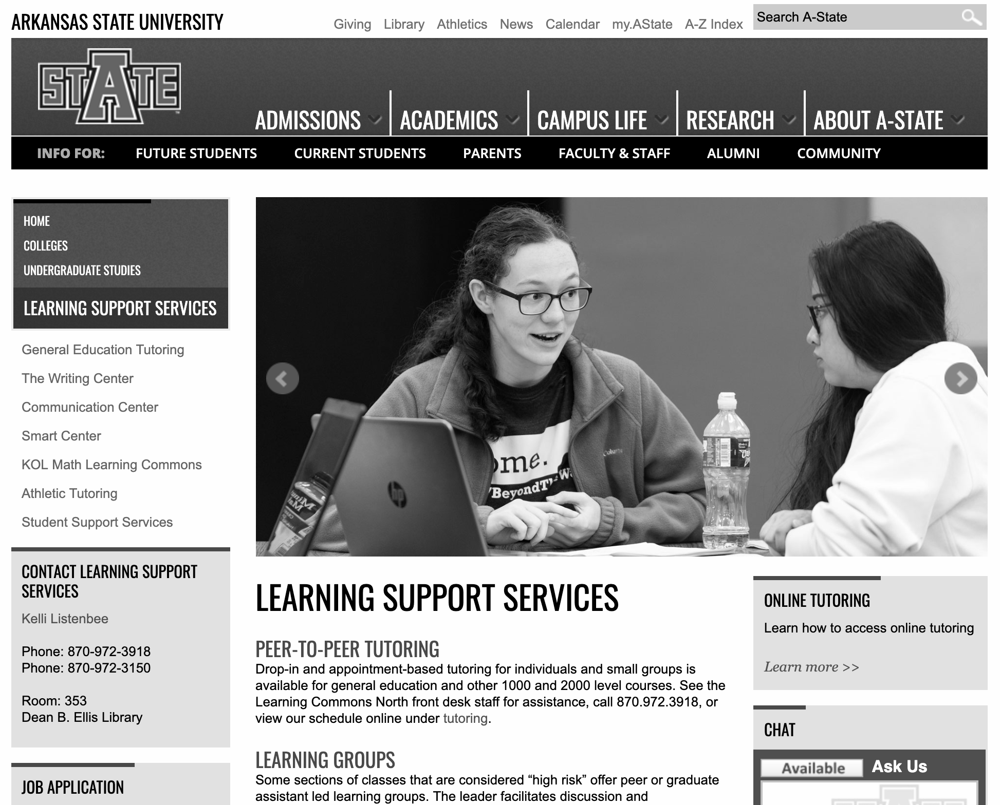 ARKANSAS STATE UNIVERSITY
Giving Library Athletics News Calendar my.AState A-Z Index
Search A-State
STATE
ADMISSIONS ACADEMICS CAMPUS LIFE RESEARCH ABOUT A-STATE
INFO FOR: FUTURE STUDENTS CURRENT STUDENTS PARENTS FACULTY & STAFF ALUMNI COMMUNITY
HOME
COLLEGES
UNDERGRADUATE STUDIES
LEARNING SUPPORT SERVICES
General Education Tutoring
The Writing Center
Communication Center
Smart Center
KOL Math Learning Commons
Athletic Tutoring
Student Support Services
CONTACT LEARNING SUPPORT
SERVICES
Kelli Listenbee
Phone: 870-972-3918
Phone: 870-972-3150
Room: 353
Dean B. Ellis Library
JOB APPLICATION
ome.
hp
LEARNING SUPPORT SERVICES
PEER-TO-PEER TUTORING
Drop-in and appointment-based tutoring for individuals and small groups is
available for general education and other 1000 and 2000 level courses. See the
Learning Commons North front desk staff for assistance, call 870.972.3918, or
view our schedule online under tutoring.
LEARNING GROUPS
Some sections of classes that are considered “high risk” offer peer or graduate
assistant led learning groups. The leader facilitates discussion and
ONLINE TUTORING
Learn how to access online tutoring
Learn more >>
CHAT
Available Ask Us